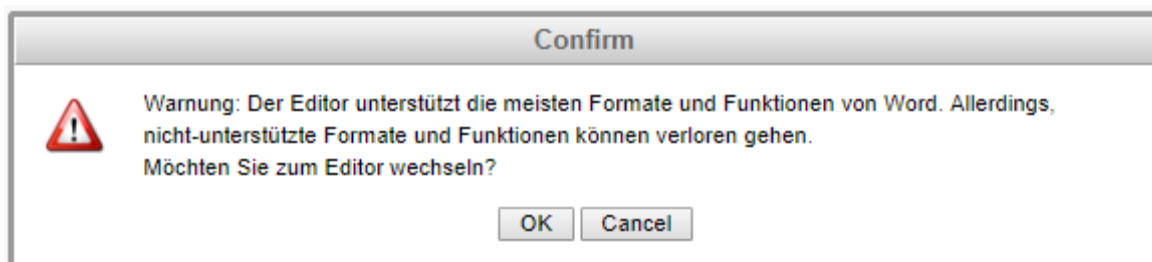 Confirm
Warnung: Der Editor unterstützt die meisten Formate und Funktionen von Word. Allerdings,
nicht-unterstützte Formate und Funktionen können verloren gehen.
Möchten Sie zum Editor wechseln?
OK Cancel